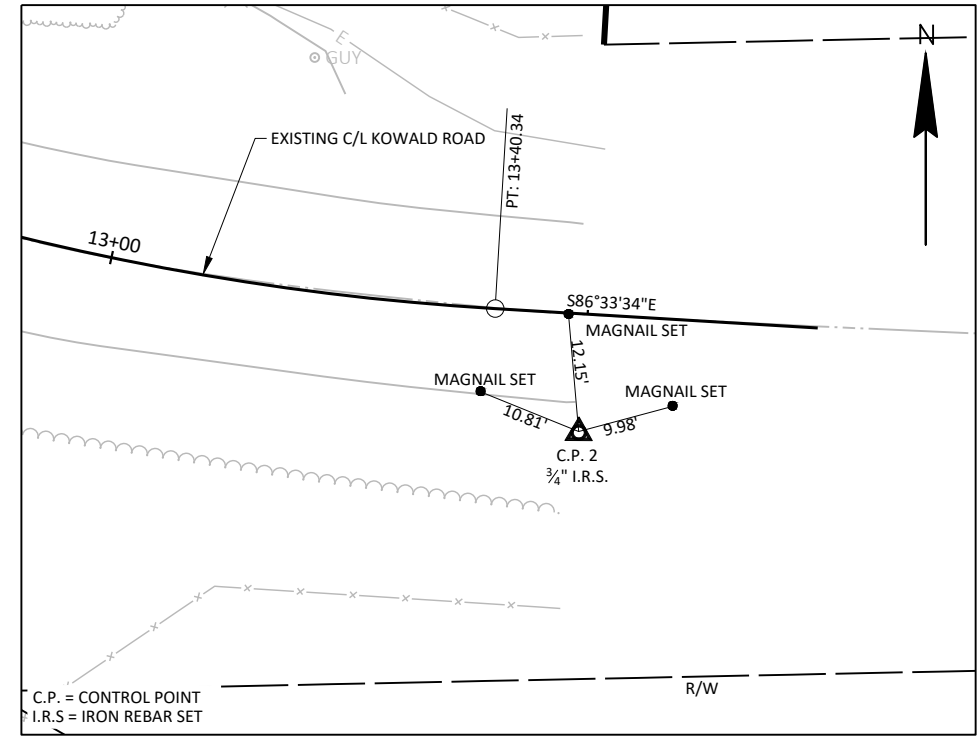 E
GUY
N
PT: 13+40.34
EXISTING C/L KOWALD ROAD
13+00
S86°33'34"E
MAGNAIL SET
12.15'
MAGNAIL SET
MAGNAIL SET
10.81'
9.98'
C.P. 2
¾" I.R.S.
R/W
C.P. = CONTROL POINT
I.R.S = IRON REBAR SET